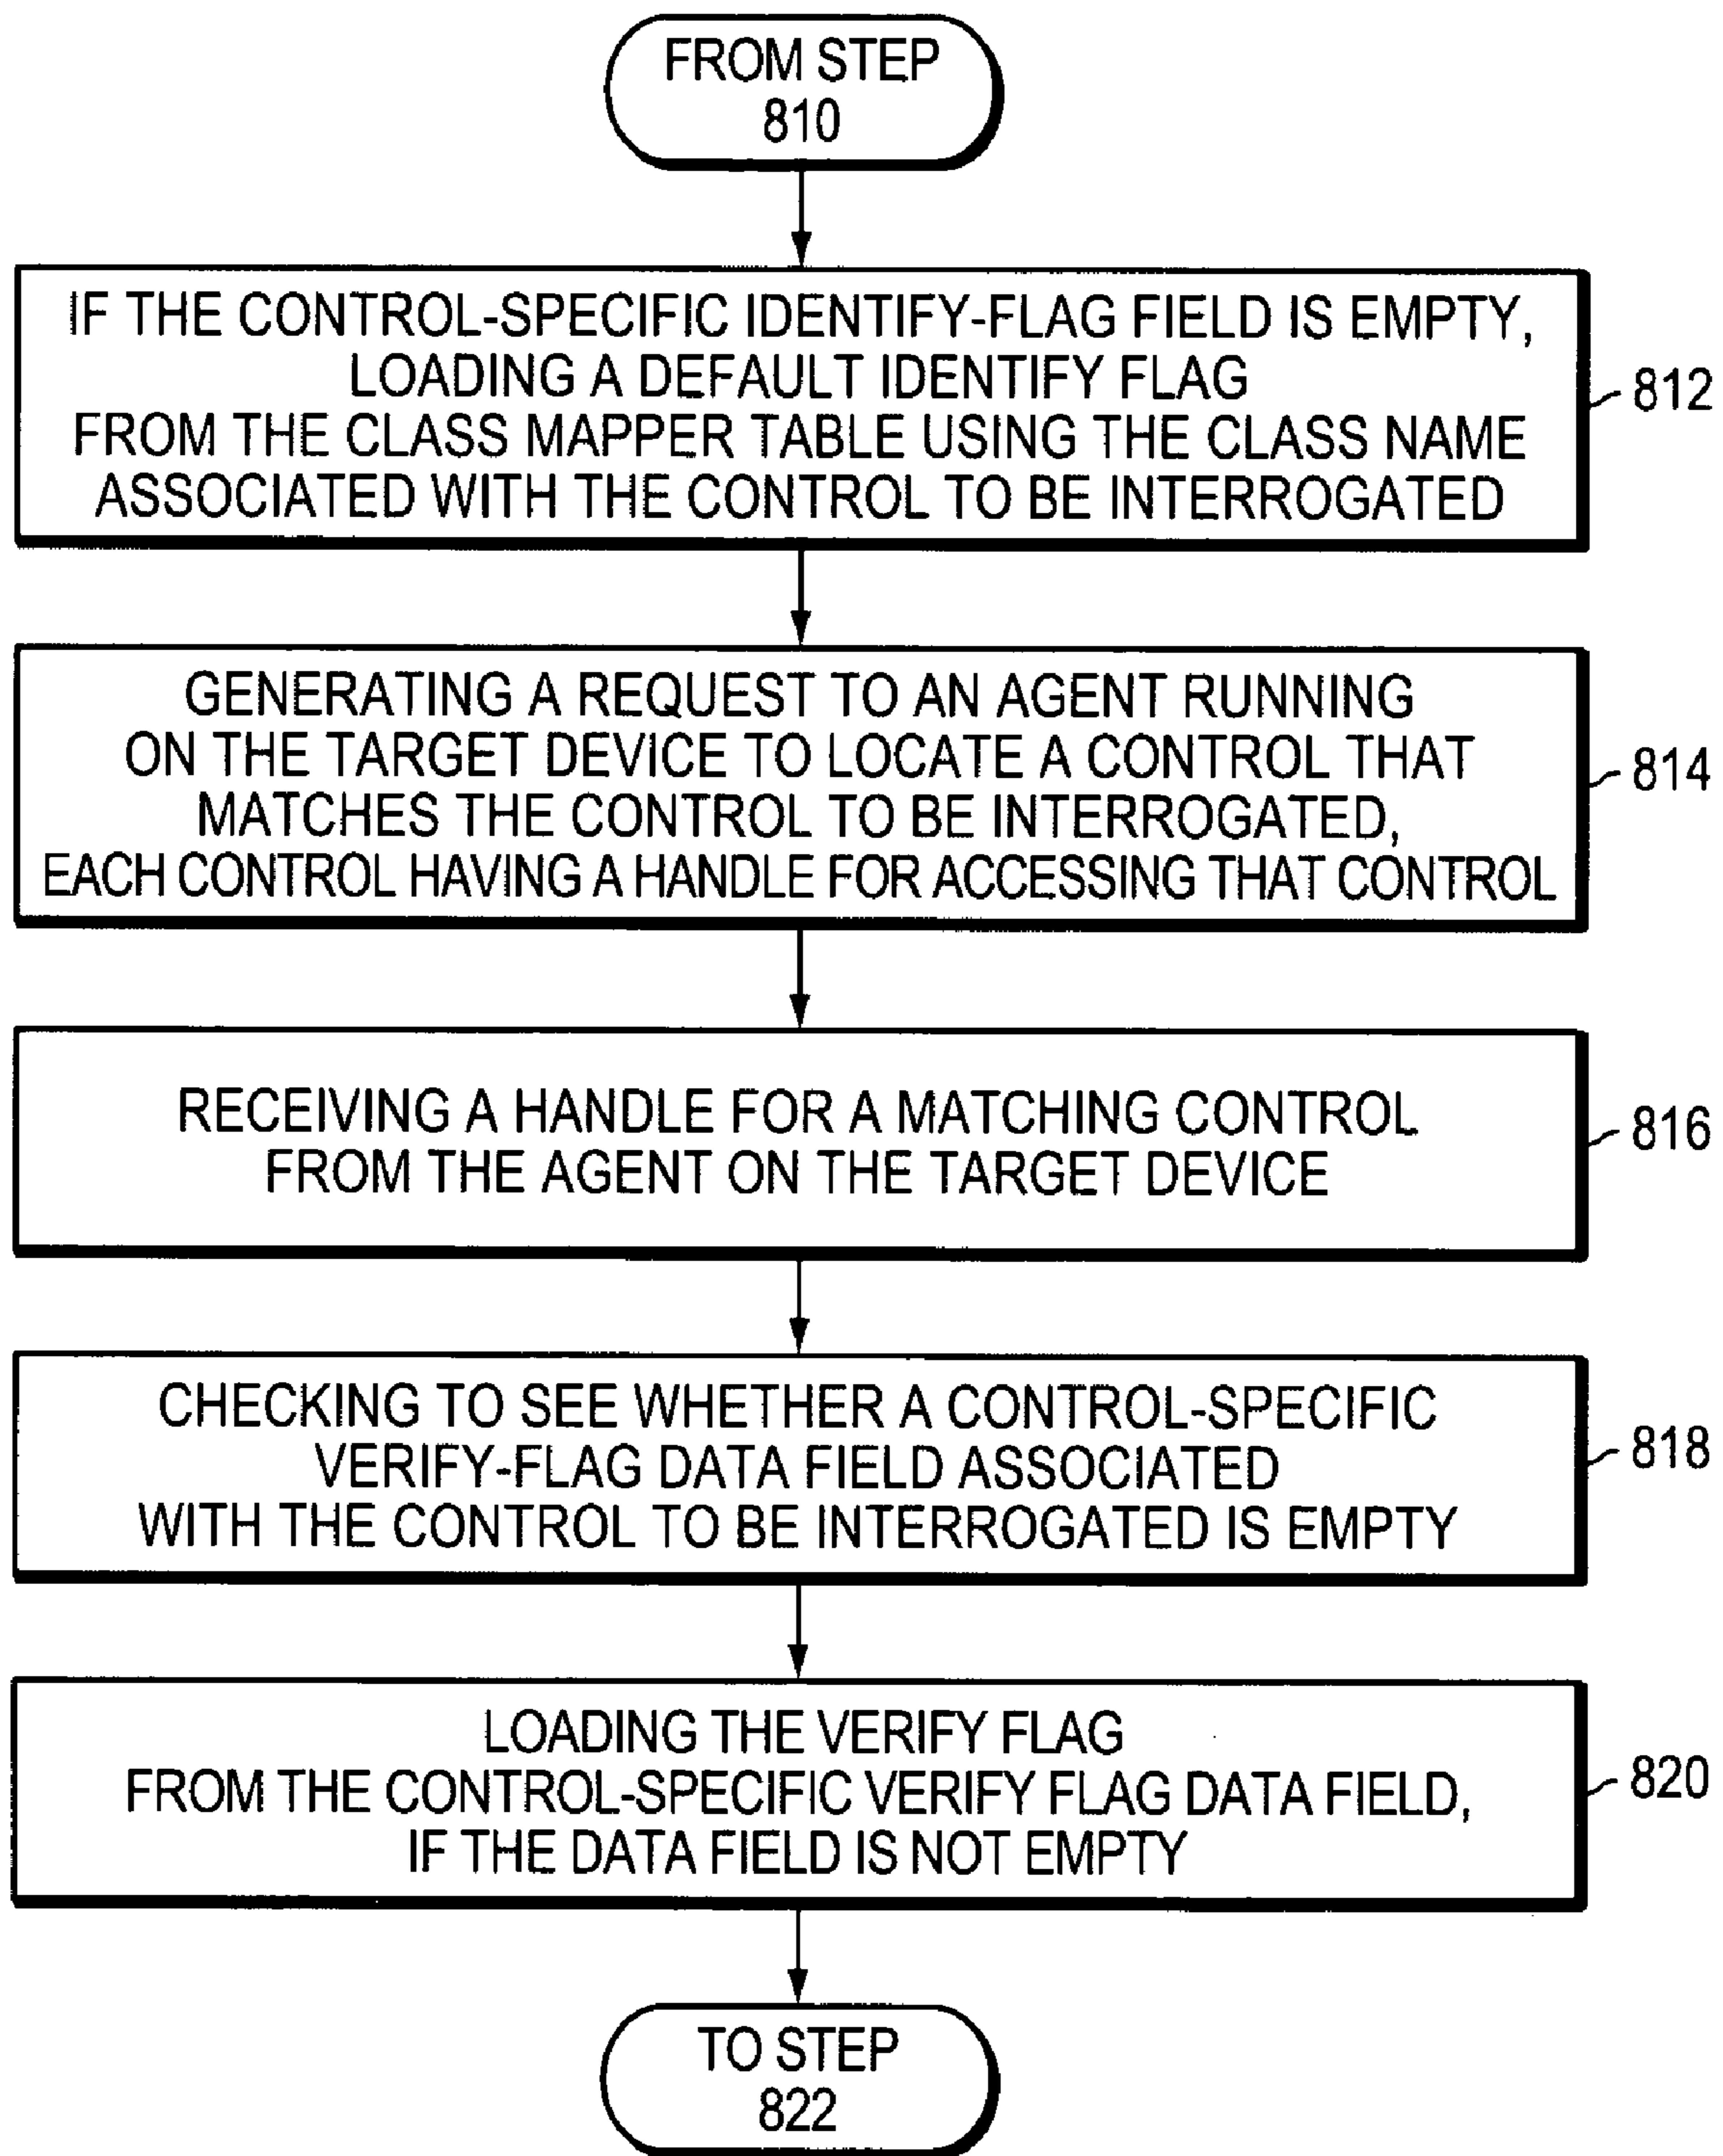 FROM STEP
810
IF THE CONTROL-SPECIFIC IDENTIFY-FLAG FIELD IS EMPTY,
LOADING A DEFAULT IDENTIFY FLAG
FROM THE CLASS MAPPER TABLE USING THE CLASS NAME
ASSOCIATED WITH THE CONTROL TO BE INTERROGATED
812
GENERATING A REQUEST TO AN AGENT RUNNING
ON THE TARGET DEVICE TO LOCATE A CONTROL THAT
MATCHES THE CONTROL TO BE INTERROGATED,
EACH CONTROL HAVING A HANDLE FOR ACCESSING THAT CONTROL
814
RECEIVING A HANDLE FOR A MATCHING CONTROL
FROM THE AGENT ON THE TARGET DEVICE
816
CHECKING TO SEE WHETHER A CONTROL-SPECIFIC
VERIFY-FLAG DATA FIELD ASSOCIATED
WITH THE CONTROL TO BE INTERROGATED IS EMPTY
818
LOADING THE VERIFY FLAG
FROM THE CONTROL-SPECIFIC VERIFY FLAG DATA FIELD,
IF THE DATA FIELD IS NOT EMPTY
820
TO STEP
822